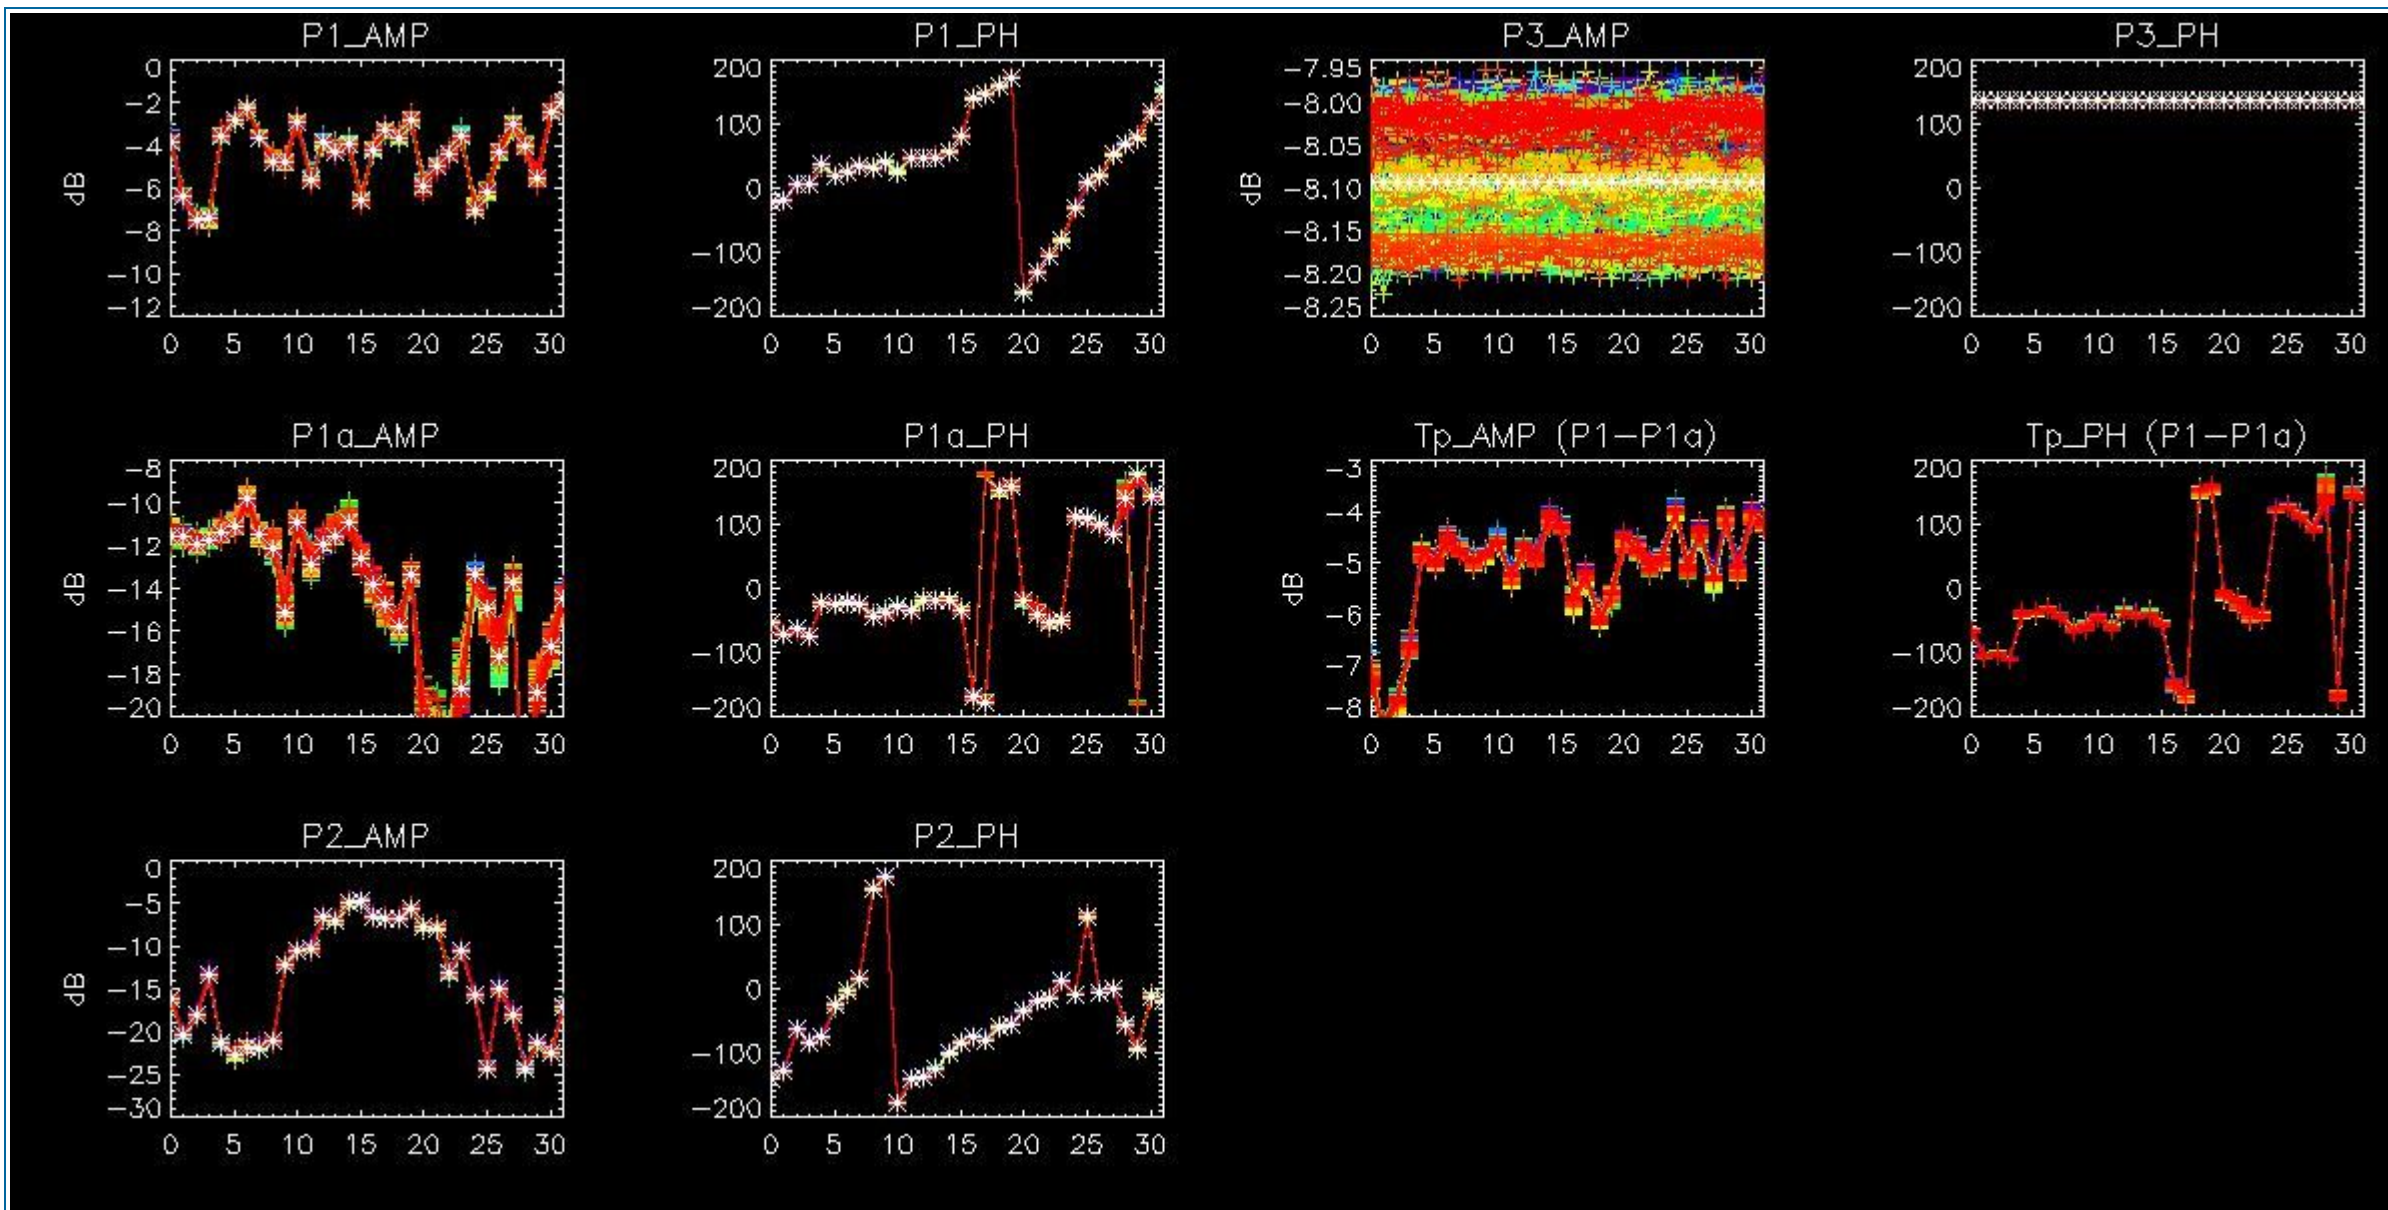 P1_AMP
P1_PH
P3_AMP
P3_PH
0
−2
−4
−6
−8
−10
−12
dB
0 5 10 15 20 25 30
200
100
0
−100
−200
0 5 10 15 20 25 30
−7.95
−8.00
−8.05
−8.10
−8.15
−8.20
−8.25
dB
0 5 10 15 20 25 30
200
100
0
−100
−200
0 5 10 15 20 25 30
P1a_AMP
P1a_PH
Tp_AMP (P1−P1a)
Tp_PH (P1−P1a)
−8
−10
−12
−14
−16
−18
−20
dB
0 5 10 15 20 25 30
200
100
0
−100
−200
0 5 10 15 20 25 30
−3
−4
−5
−6
−7
−8
dB
0 5 10 15 20 25 30
200
100
0
−100
−200
0 5 10 15 20 25 30
P2_AMP
P2_PH
0
−5
−10
−15
−20
−25
−30
dB
0 5 10 15 20 25 30
200
100
0
−100
−200
0 5 10 15 20 25 30